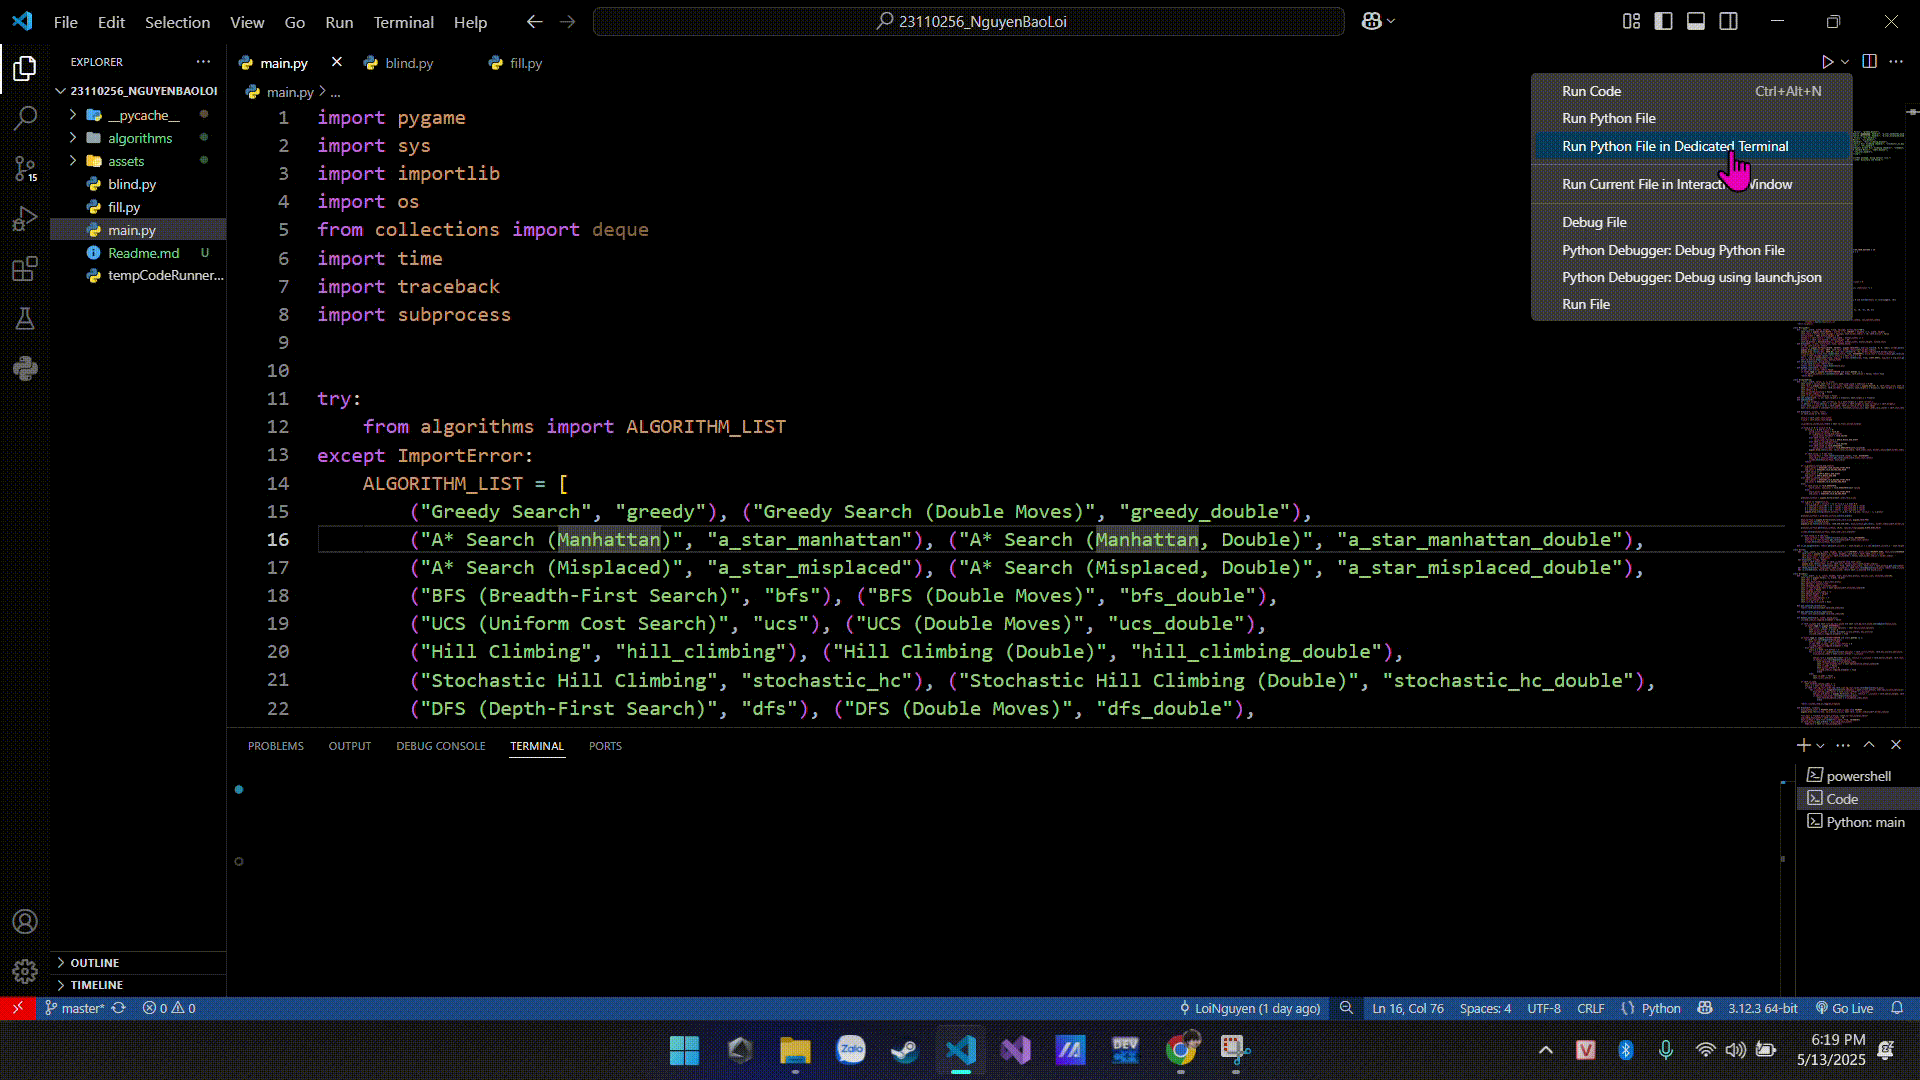 File Edit Selection View Go Run Terminal Help
23110256_NguyenBaoLoi
EXPLORER
23110256_NGUYENBAOLOI
__pycache__
algorithms
assets
blind.py
fill.py
main.py
Readme.md U
tempCodeRunner...
OUTLINE
TIMELINE
15
main.py
blind.py
fill.py
main.py > ...
1 import pygame
2 import sys
3 import importlib
4 import os
5 from collections import deque
6 import time
7 import traceback
8 import subprocess
9
10
11 try:
12 from algorithms import ALGORITHM_LIST
13 except ImportError:
14 ALGORITHM_LIST = [
15 ("Greedy Search", "greedy"), ("Greedy Search (Double Moves)", "greedy_double"),
16 ("A* Search (Manhattan)", "a_star_manhattan"), ("A* Search (Manhattan, Double)", "a_star_manhattan_double"),
17 ("A* Search (Misplaced)", "a_star_misplaced"), ("A* Search (Misplaced, Double)", "a_star_misplaced_double"),
18 ("BFS (Breadth-First Search)", "bfs"), ("BFS (Double Moves)", "bfs_double"),
19 ("UCS (Uniform Cost Search)", "ucs"), ("UCS (Double Moves)", "ucs_double"),
20 ("Hill Climbing", "hill_climbing"), ("Hill Climbing (Double)", "hill_climbing_double"),
21 ("Stochastic Hill Climbing", "stochastic_hc"), ("Stochastic Hill Climbing (Double)", "stochastic_hc_double"),
22 ("DFS (Depth-First Search)", "dfs"), ("DFS (Double Moves)", "dfs_double"),
Run Code Ctrl+Alt+N
Run Python File
Run Python File in Dedicated Terminal
Run Current File in Interact Window
Debug File
Python Debugger: Debug Python File
Python Debugger: Debug using launch.json
Run File
PROBLEMS OUTPUT DEBUG CONSOLE TERMINAL PORTS
powershell
Code
Python: main
master* 0 0 LoiNguyen (1 day ago) Ln 16, Col 76 Spaces: 4 UTF-8 CRLF {} Python 3.12.3 64-bit Go Live
Zalo
DEV
V
6:19 PM
5/13/2025